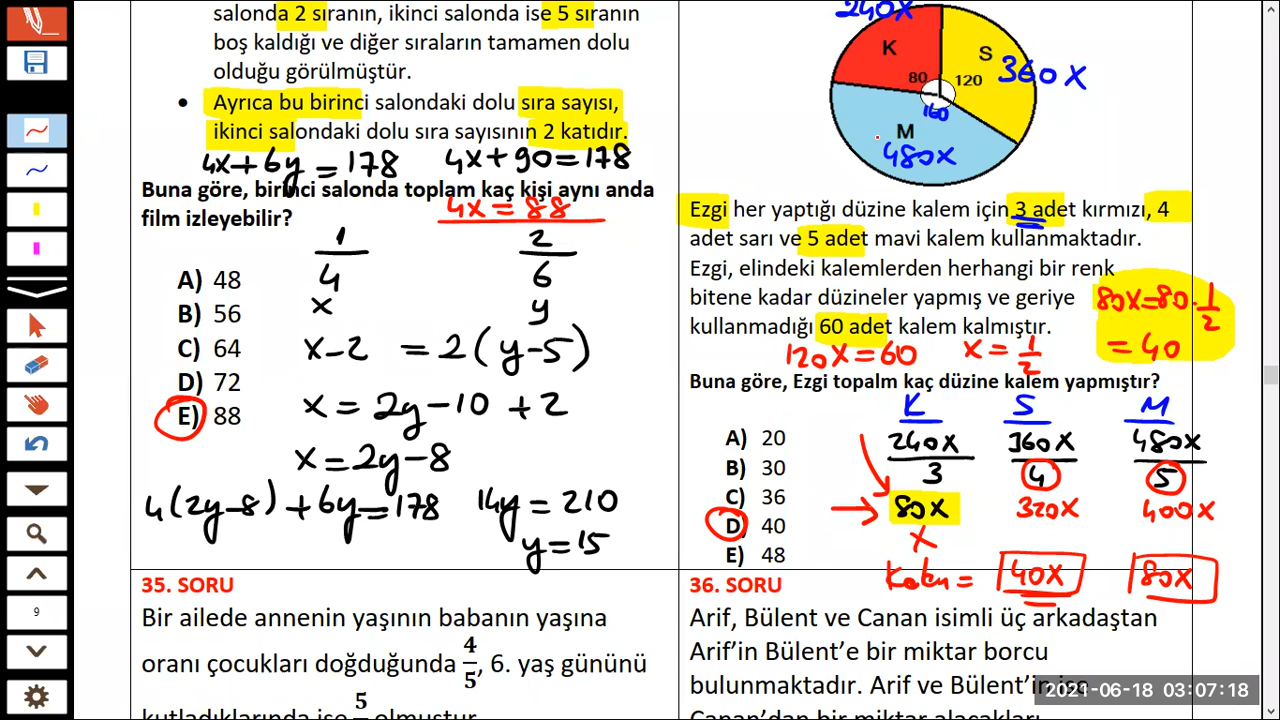 salonda 2 sıranın, ikinci salonda ise 5 sıranın
boş kaldığı ve diğer sıraların tamamen dolu
olduğu görülmüştür.
• Ayrıca bu birinci salondaki dolu sıra sayısı,
ikinci salondaki dolu sıra sayısının 2 katıdır.
4x+6y=178 4x+90=178
Buna göre, birinci salonda toplam kaç kişi aynı anda
film izleyebilir?
4x=88
1 2
4 6
x y
A) 48
B) 56
C) 64
D) 72
E) 88
x-2 =2(y-5)
x=2y-10+2
x=2y-8
4(2y-8)+6y=178 14y=210
y=15
35. SORU
Bir ailede annenin yaşının babanın yaşına
oranı çocukları doğduğunda 4/5, 6. yaş gününü
kutladıklarında ise 5 olmuştur
240x
K
S
360x
80
120
160
M
480x
Ezgi her yaptığı düzine kalem için 3 adet kırmızı, 4
adet sarı ve 5 adet mavi kalem kullanmaktadır.
Ezgi, elindeki kalemlerden herhangi bir renk
bitene kadar düzineler yapmış ve geriye
kullanmadığı 60 adet kalem kalmıştır.
80x=80.1/2
=40
120x=60 x=1/2
Buna göre, Ezgi topalm kaç düzine kalem yapmıştır?
K S M
240x 360x 480x
3 4 5
80x 320x 400x
x
A) 20
B) 30
C) 36
D) 40
E) 48
Kalan= 40x 80x
36. SORU
Arif, Bülent ve Canan isimli üç arkadaştan
Arif'in Bülent'e bir miktar borcu
bulunmaktadır. Arif ve Bülent'in ise
Canan'dan bir miktar alacakları
9
2021-06-18 03:07:18